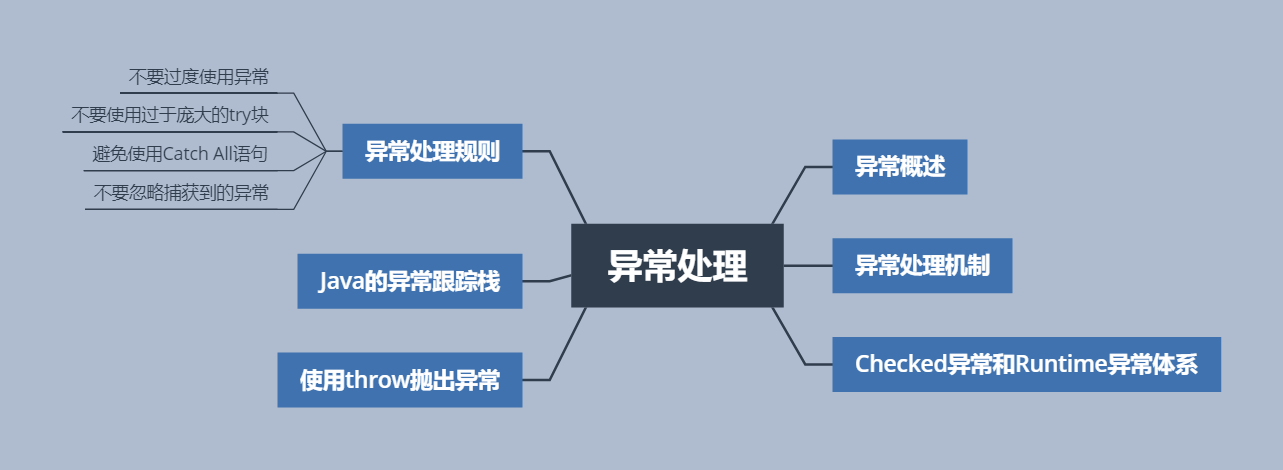 异常处理
异常概述
异常处理机制
Checked异常和Runtime异常体系
使用throw抛出异常
Java的异常跟踪栈
异常处理规则
不要过度使用异常
不要使用过于庞大的try块
避免使用Catch All语句
不要忽略捕获到的异常